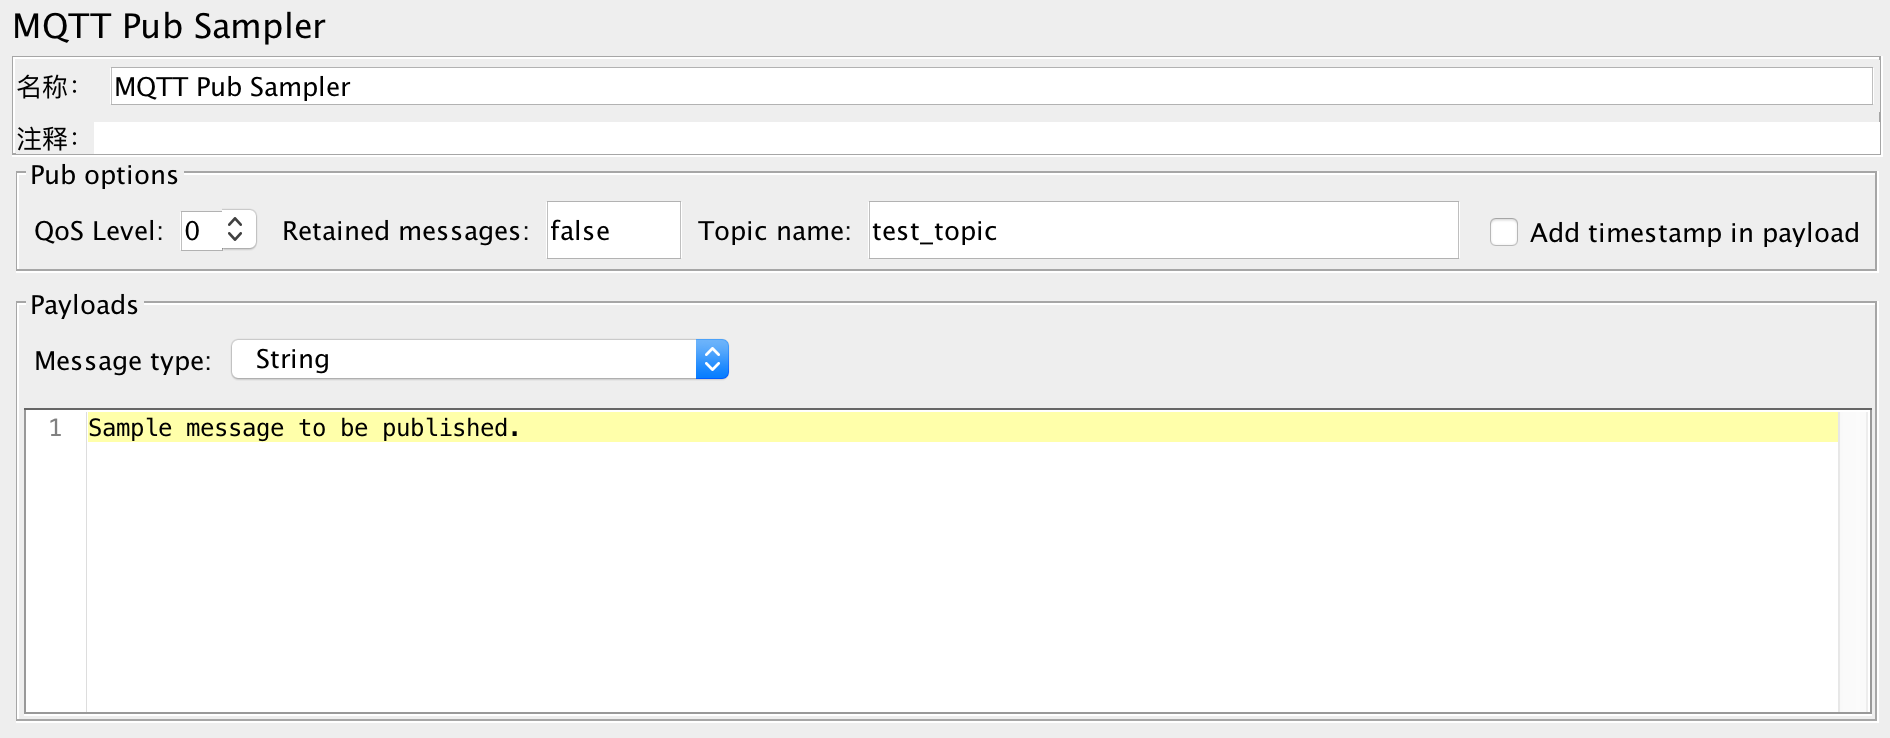 MQTT Pub Sampler
名称： MQTT Pub Sampler
注释：
Pub options
QoS Level: 0 Retained messages: false Topic name: test_topic Add timestamp in payload
Payloads
Message type: String
1 Sample message to be published.